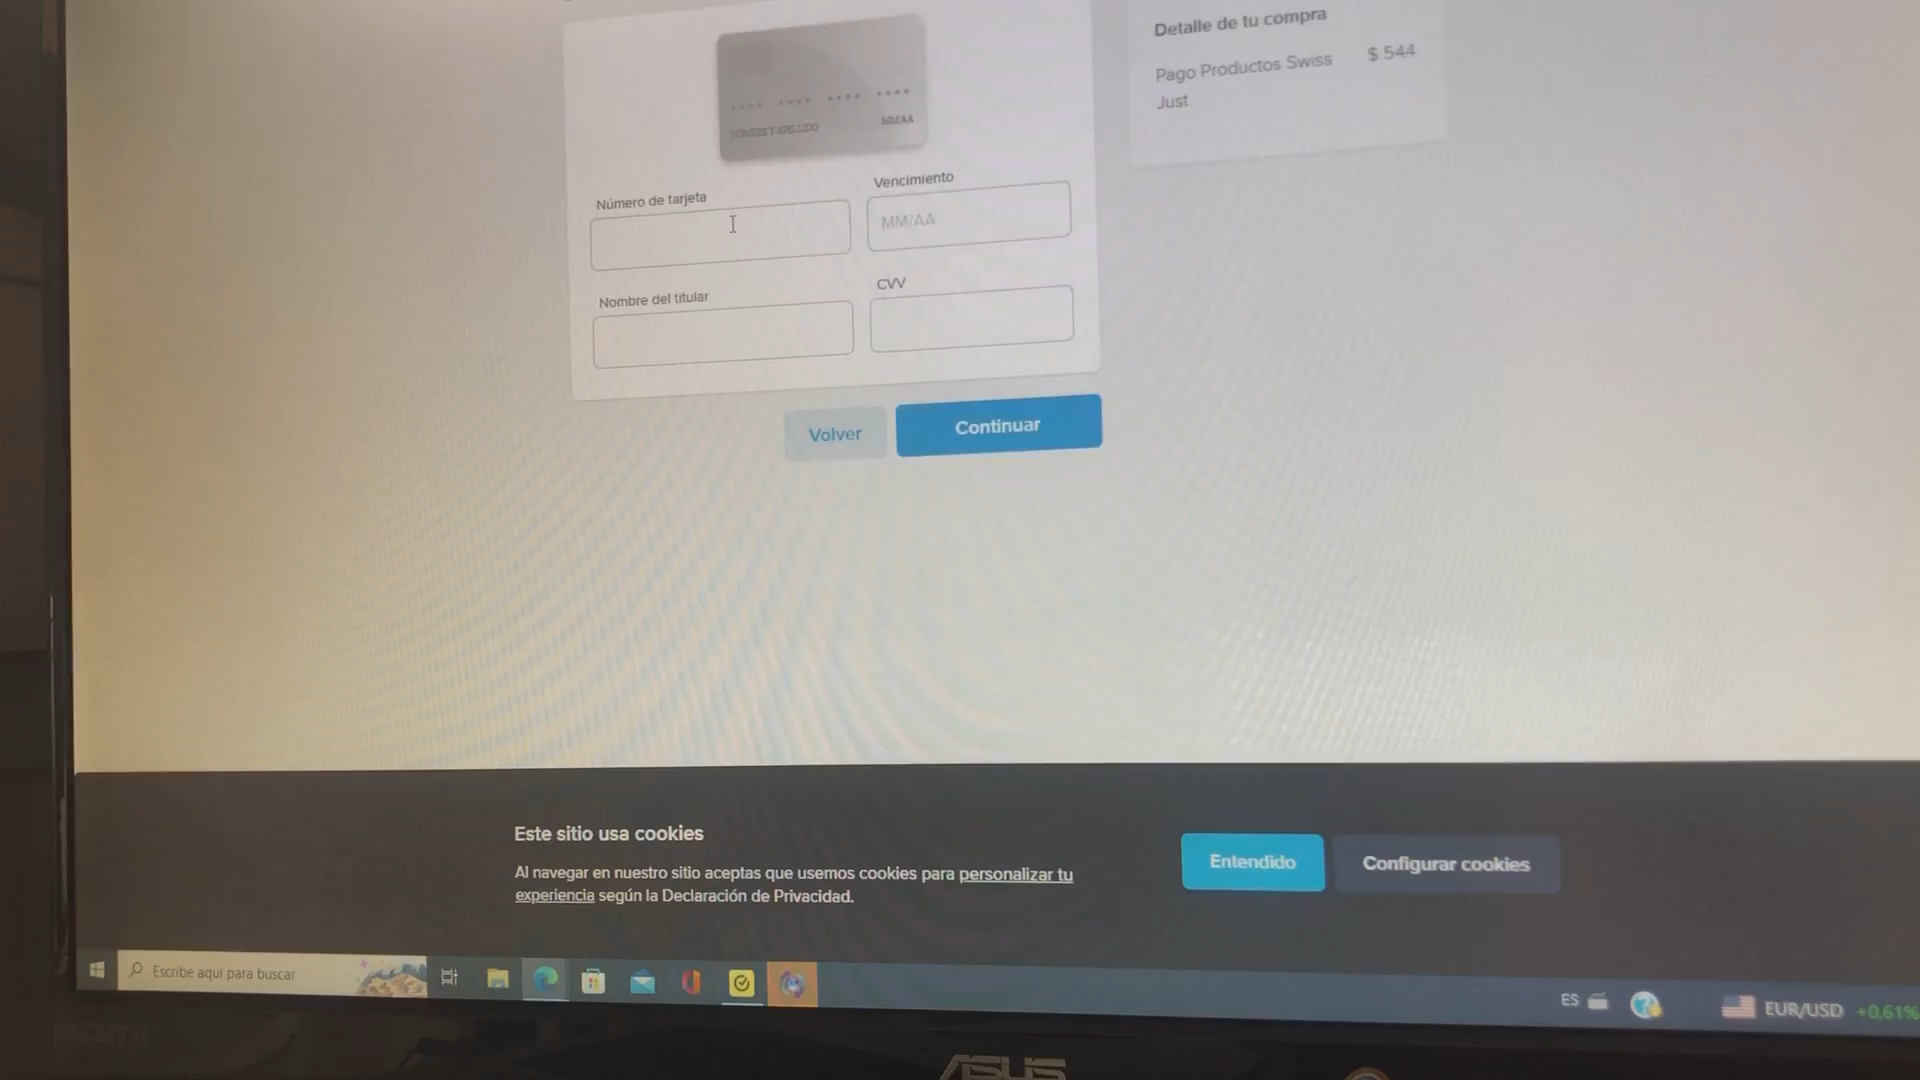 Detalle de tu compra
Pago Productos Swiss Just
$ 544
NOMBRE Y APELLIDO
MM/AA
Número de tarjeta
Vencimiento
MM/AA
Nombre del titular
CVV
Volver
Continuar
Este sitio usa cookies
Al navegar en nuestro sitio aceptas que usemos cookies para personalizar tu
experiencia según la Declaración de Privacidad.
Entendido
Configurar cookies
Escribe aquí para buscar
ES
EUR/USD
+0,61%
HDMI
ASUS